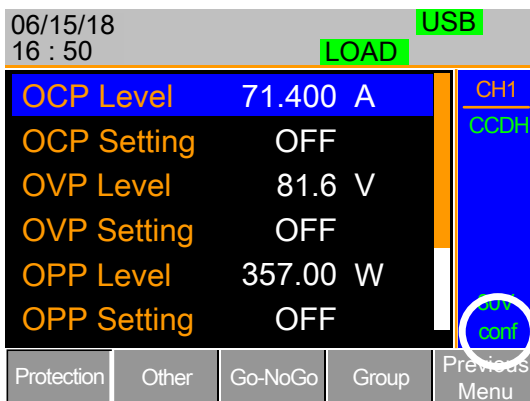 06/15/18
16 : 50
LOAD
USB
OCP Level 71.400 A
OCP Setting OFF
OVP Level 81.6 V
OVP Setting OFF
OPP Level 357.00 W
OPP Setting OFF
CH1
CCDH
80V
conf
Protection
Other
Go-NoGo
Group
Previous
Menu